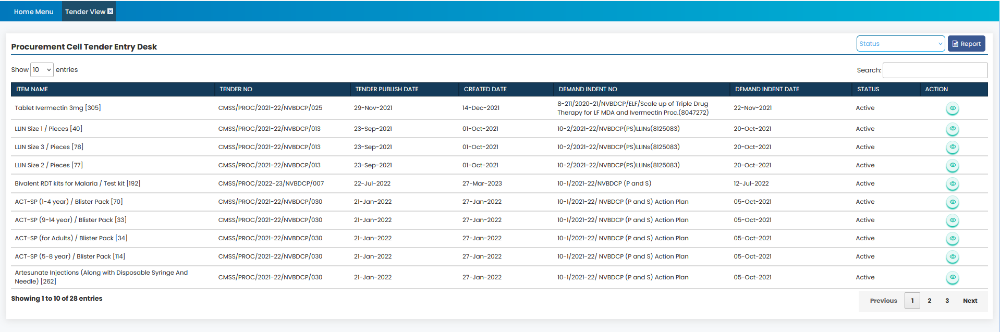 Home Menu Tender View
Procurement Cell Tender Entry Desk Status Report
Show 10 entries Search:
ITEM NAME TENDER NO TENDER PUBLISH DATE CREATED DATE DEMAND INDENT NO DEMAND INDENT DATE STATUS ACTION
Tablet Ivermectin 3mg [305] CMSS/PROC/2021-22/NVBDCP/025 29-Nov-2021 14-Dec-2021 8-211/2020-21/NVBDCP/ELF/Scale up of Triple Drug
Therapy for LF MDA and Ivermectin Proc.(8047272) 22-Nov-2021 Active
LLIN Size 1 / Pieces [40] CMSS/PROC/2021-22/NVBDCP/013 23-Sep-2021 01-Oct-2021 10-2/2021-22/NVBDCP(PS)LLINs(8125083) 20-Oct-2021 Active
LLIN Size 3 / Pieces [78] CMSS/PROC/2021-22/NVBDCP/013 23-Sep-2021 01-Oct-2021 10-2/2021-22/NVBDCP(PS)LLINs(8125083) 20-Oct-2021 Active
LLIN Size 2 / Pieces [77] CMSS/PROC/2021-22/NVBDCP/013 23-Sep-2021 01-Oct-2021 10-2/2021-22/NVBDCP(PS)LLINs(8125083) 20-Oct-2021 Active
Bivalent RDT kits for Malaria / Test kit [192] CMSS/PROC/2022-23/NVBDCP/007 22-Jul-2022 27-Mar-2023 10-1/2021-22/NVBDCP (P and S) 12-Jul-2022 Active
ACT-SP (1-4 year) / Blister Pack [70] CMSS/PROC/2021-22/NVBDCP/030 21-Jan-2022 27-Jan-2022 10-1/2021-22/ NVBDCP (P and S) Action Plan 05-Oct-2021 Active
ACT-SP (9-14 year) / Blister Pack [33] CMSS/PROC/2021-22/NVBDCP/030 21-Jan-2022 27-Jan-2022 10-1/2021-22/ NVBDCP (P and S) Action Plan 05-Oct-2021 Active
ACT-SP (for Adults) / Blister Pack [34] CMSS/PROC/2021-22/NVBDCP/030 21-Jan-2022 27-Jan-2022 10-1/2021-22/ NVBDCP (P and S) Action Plan 05-Oct-2021 Active
ACT-SP (5-8 year) / Blister Pack [114] CMSS/PROC/2021-22/NVBDCP/030 21-Jan-2022 27-Jan-2022 10-1/2021-22/ NVBDCP (P and S) Action Plan 05-Oct-2021 Active
Artesunate Injections (Along with Disposable Syringe And
Needle) [262] CMSS/PROC/2021-22/NVBDCP/030 21-Jan-2022 27-Jan-2022 10-1/2021-22/ NVBDCP (P and S) Action Plan 05-Oct-2021 Active
Showing 1 to 10 of 28 entries Previous 1 2 3 Next